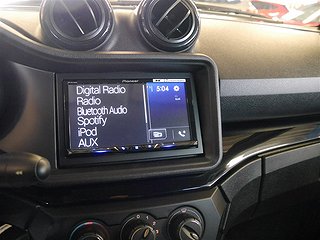 Pioneer
Digital Radio
Radio
Bluetooth Audio
Spotify
iPod
AUX
5:04